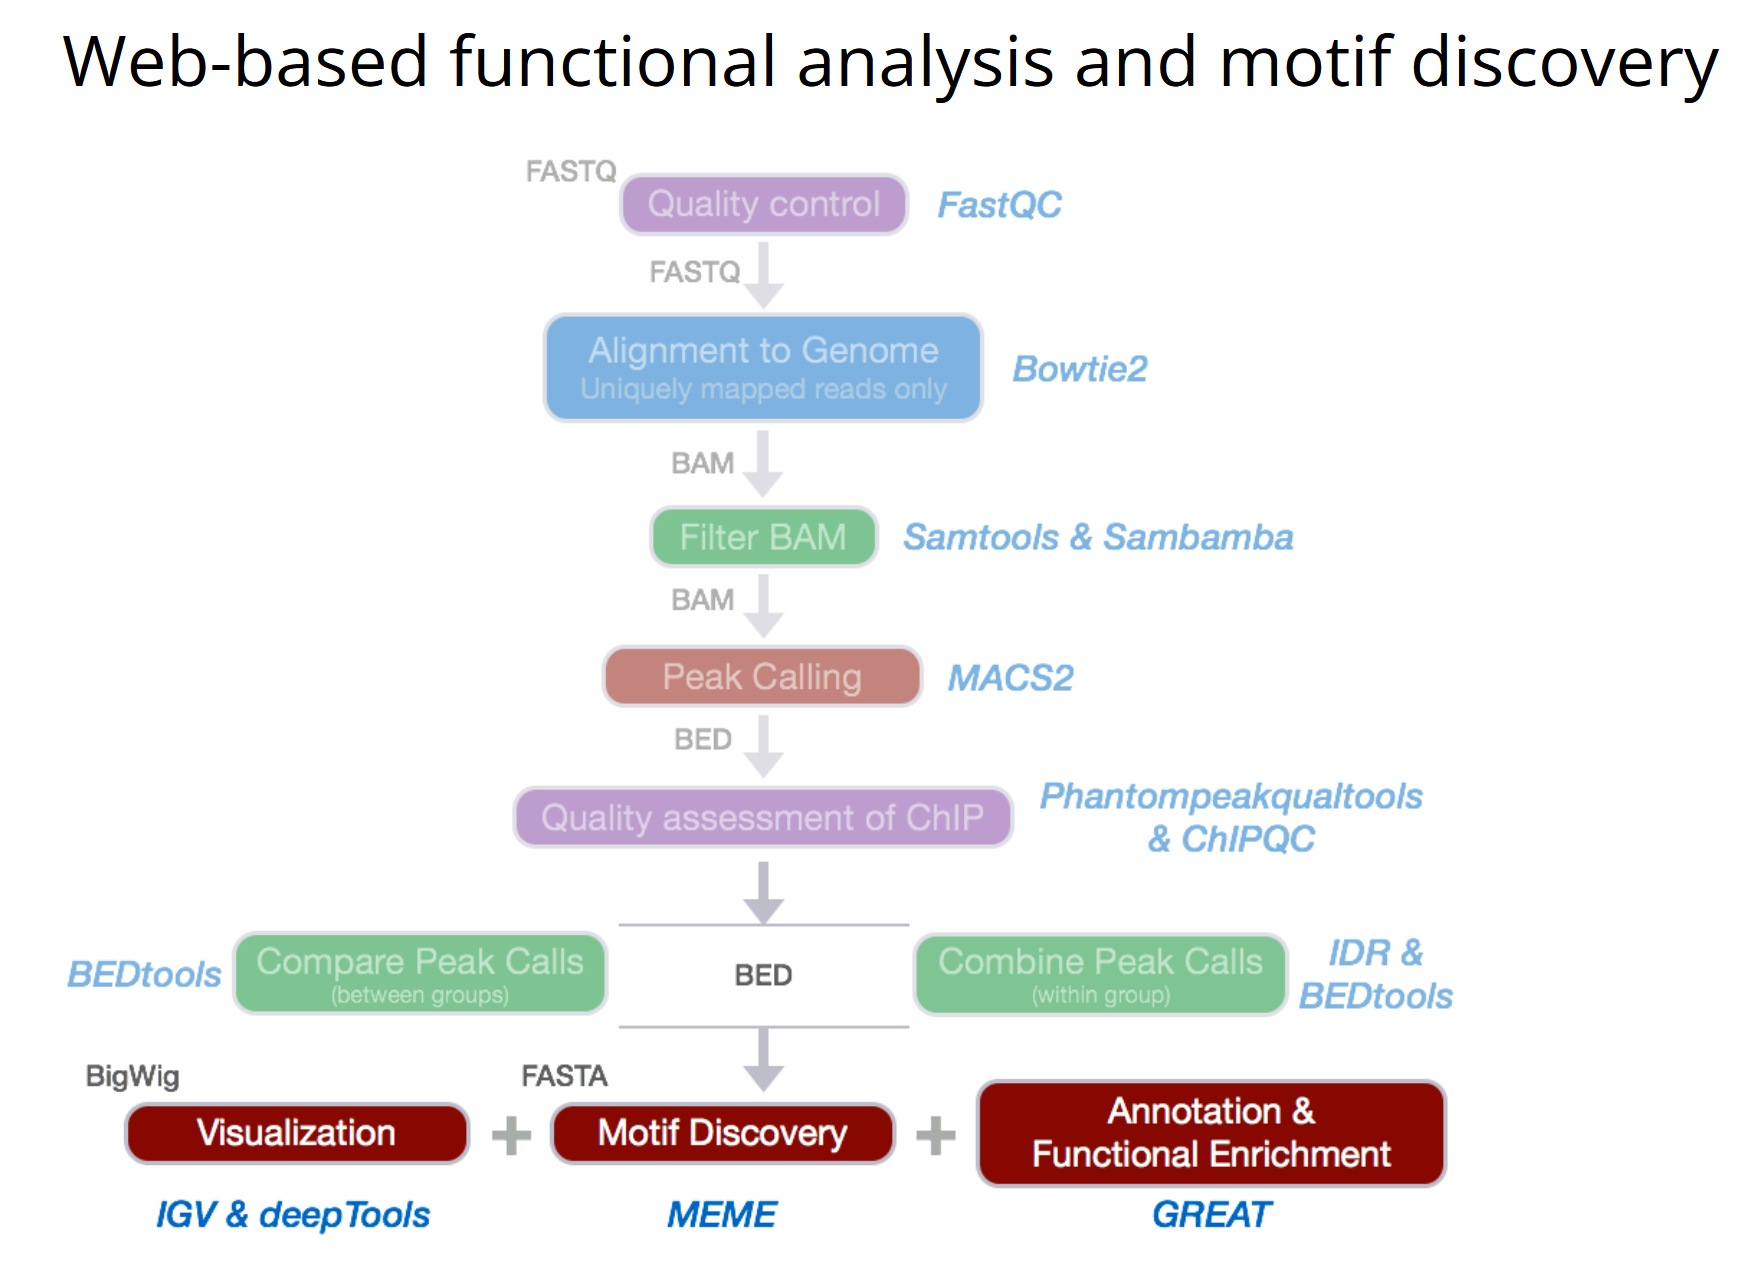 Web-based functional analysis and motif discovery
FASTQ
Quality control
FastQC
FASTQ
Alignment to Genome
Uniquely mapped reads only
Bowtie2
BAM
Filter BAM
Samtools & Sambamba
BAM
Peak Calling
MACS2
BED
Quality assessment of ChIP
Phantompeakqualtools
& ChIPQC
BEDtools
Compare Peak Calls
(between groups)
BED
Combine Peak Calls
(within group)
IDR &
BEDtools
BigWig
Visualization
IGV & deepTools
+
FASTA
Motif Discovery
MEME
+
Annotation &
Functional Enrichment
GREAT